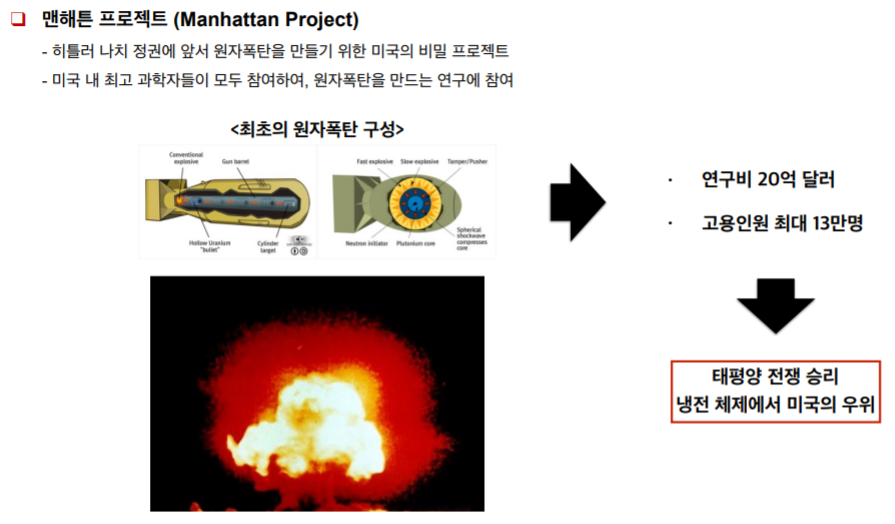 맨해튼 프로젝트 (Manhattan Project)
- 히틀러 나치 정권에 앞서 원자폭탄을 만들기 위한 미국의 비밀 프로젝트
- 미국 내 최고 과학자들이 모두 참여하여, 원자폭탄을 만드는 연구에 참여
<최초의 원자폭탄 구성>
Conventional
explosive
Gun barrel
Hollow Uranium
"bullet"
Cylinder
target
Fast explosive
Slow explosive
Tamper/Pusher
Neutron initiator
Plutonium core
Spherical
shockwave
compresses
core
· 연구비 20억 달러
· 고용인원 최대 13만명
태평양 전쟁 승리
냉전 체제에서 미국의 우위